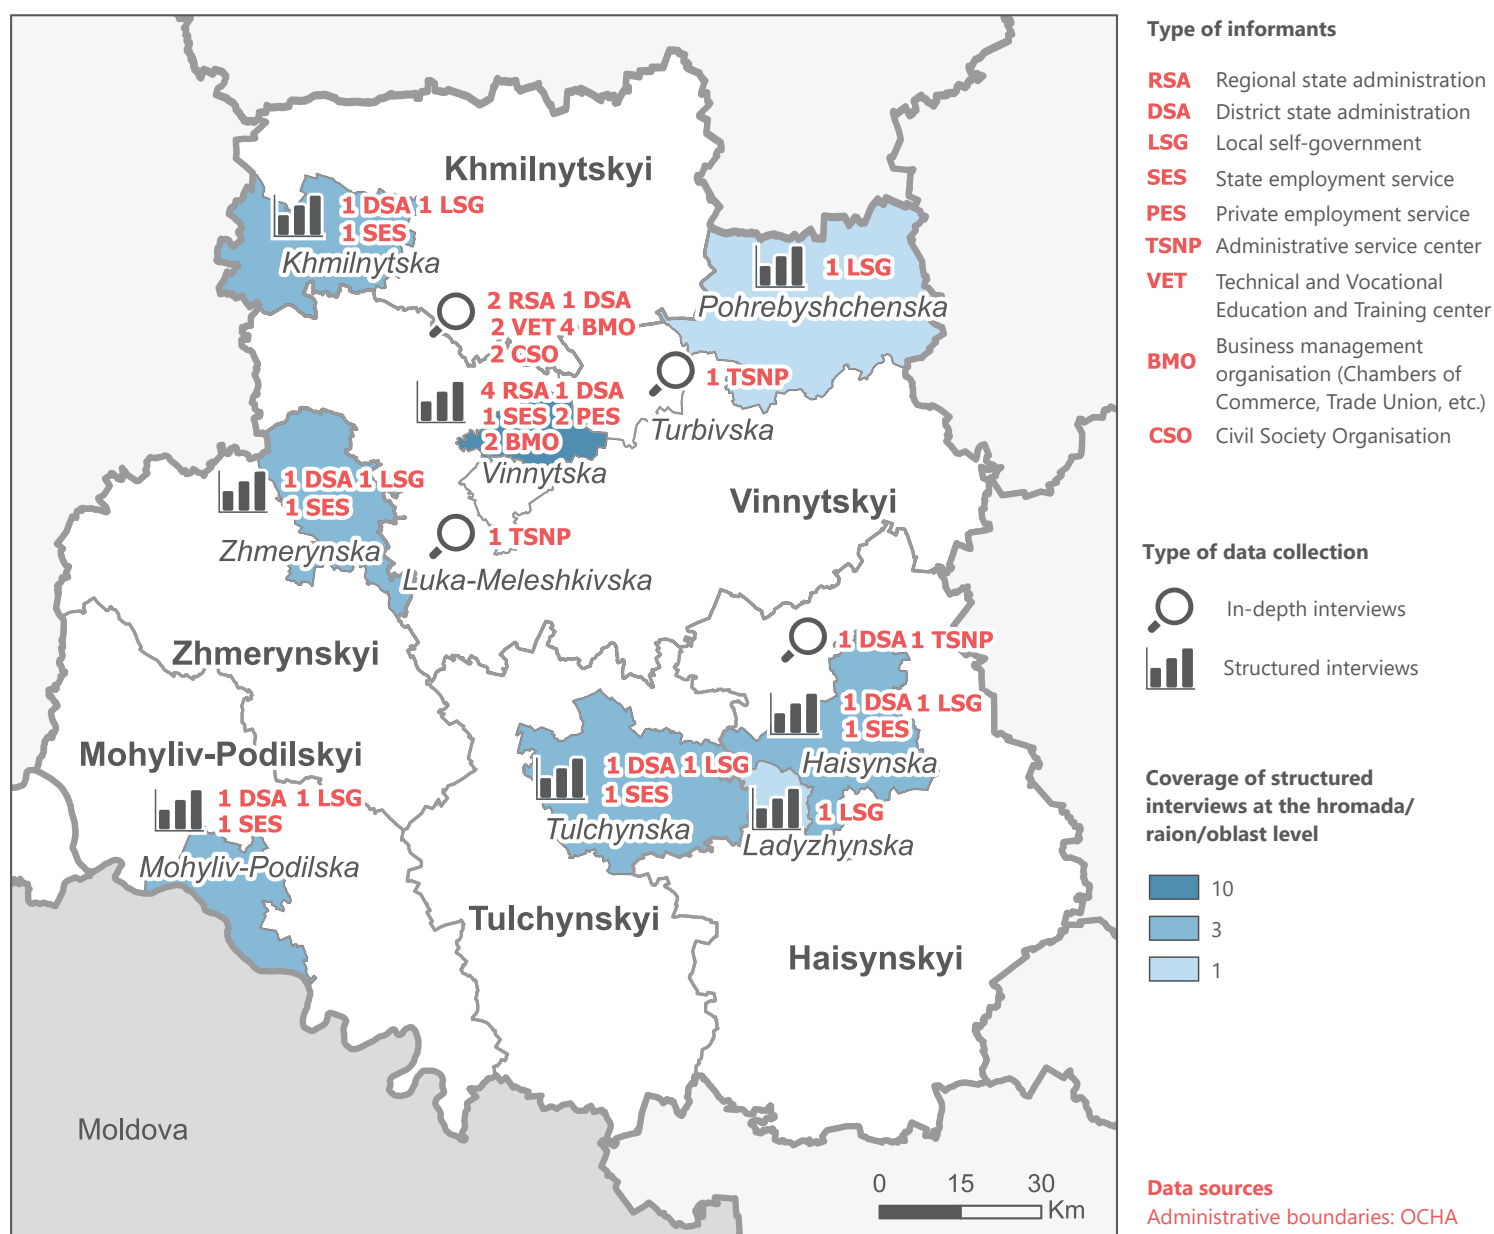 Khmilnytskyi
1 DSA 1 LSG
1 SES
Khmilnytska
1 LSG
Pohrebyshchenska
2 RSA 1 DSA
2 VET 4 BMO
2 CSO
1 TSNP
Turbivska
4 RSA 1 DSA
1 SES 2 PES
2 BMO
Vinnytska
Vinnytskyi
1 DSA 1 LSG
1 SES
Zhmerynska
1 TSNP
Luka-Meleshkivska
Zhmerynskyi
1 DSA 1 TSNP
1 DSA 1 LSG
1 SES
Haisynska
Mohyliv-Podilskyi
1 DSA 1 LSG
1 SES
Mohyliv-Podilska
1 DSA 1 LSG
1 SES
Tulchynska
1 LSG
Ladyzhynska
Tulchynskyi
Haisynskyi
Moldova
0 15 30
Km
Type of informants
RSA Regional state administration
DSA District state administration
LSG Local self-government
SES State employment service
PES Private employment service
TSNP Administrative service center
VET Technical and Vocational
Education and Training center
BMO Business management
organisation (Chambers of
Commerce, Trade Union, etc.)
CSO Civil Society Organisation
Type of data collection
In-depth interviews
Structured interviews
Coverage of structured
interviews at the hromada/
raion/oblast level
10
3
1
Data sources
Administrative boundaries: OCHA